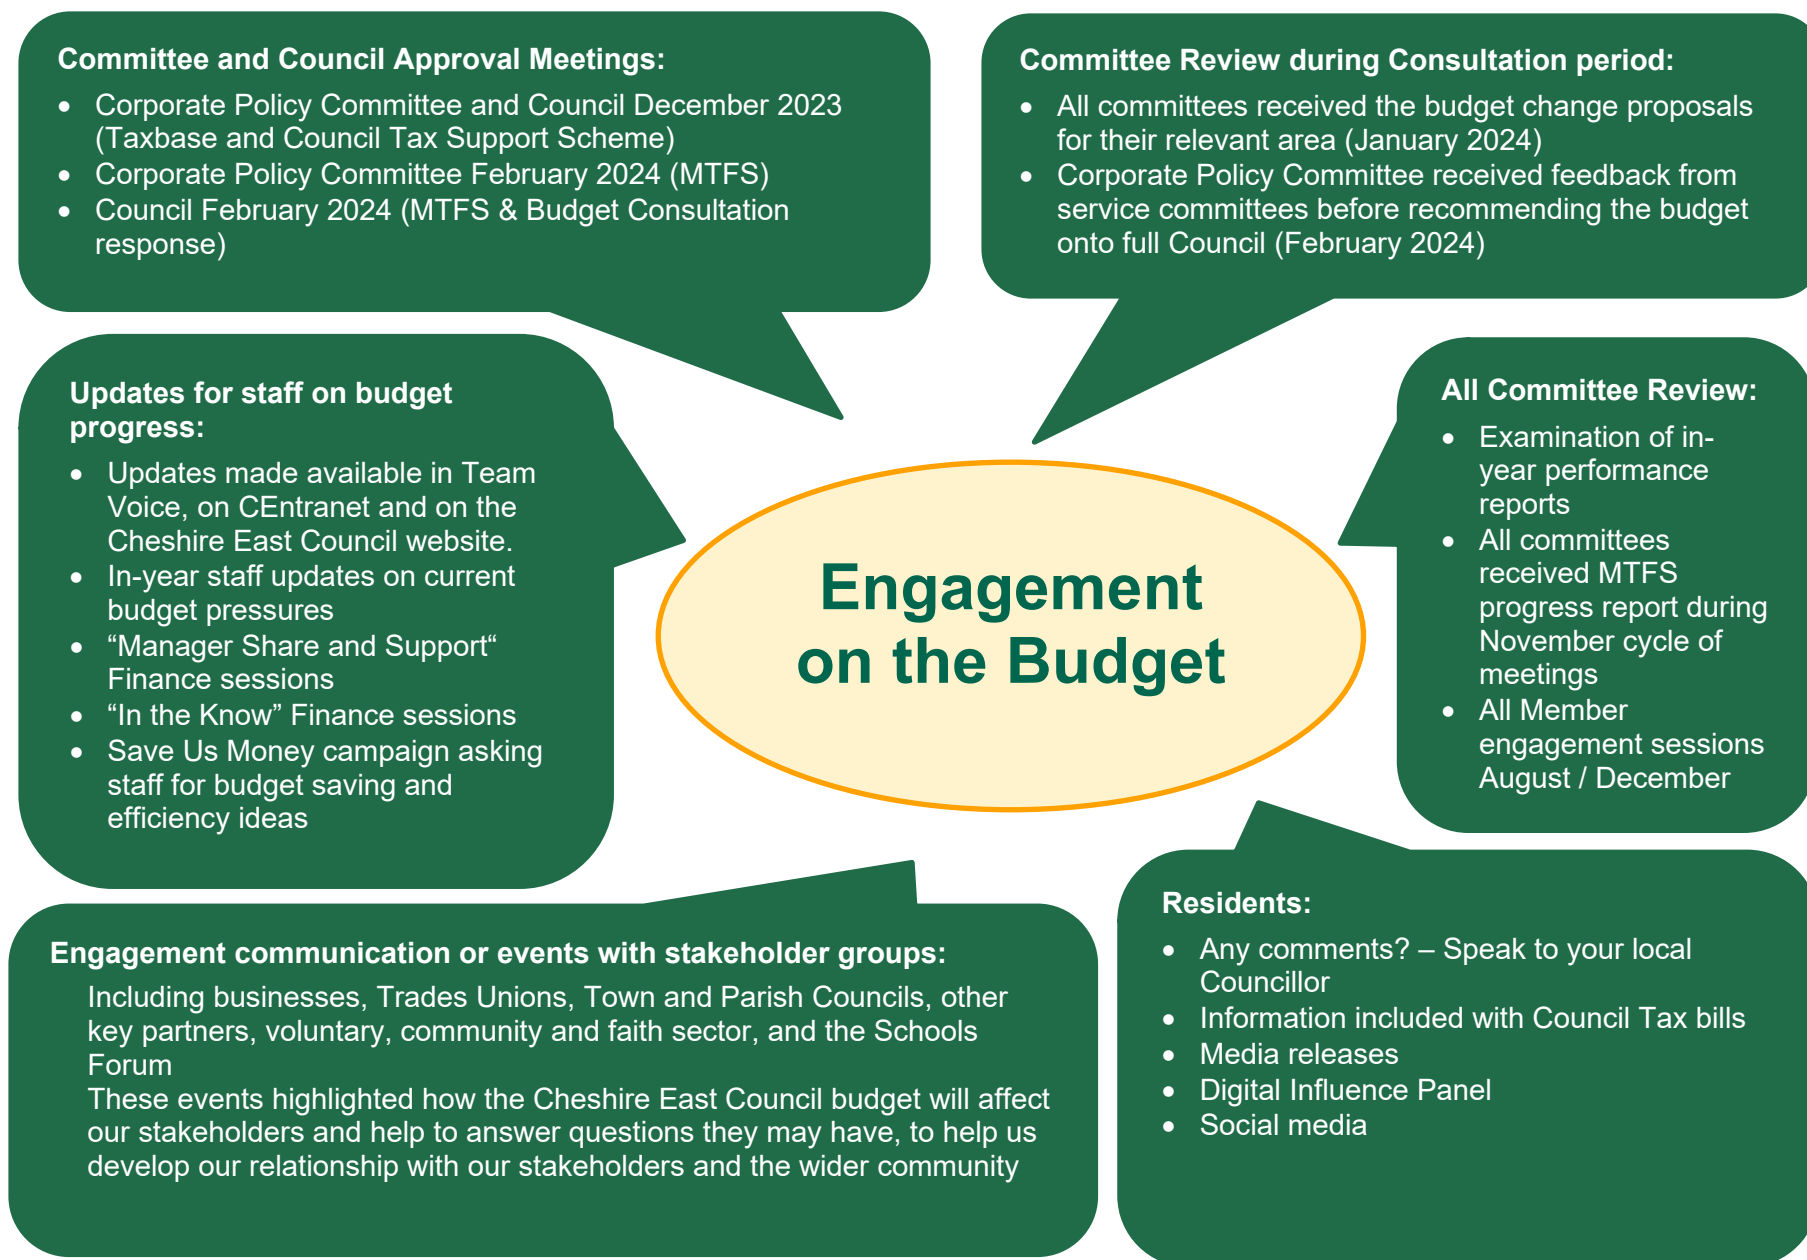 Committee and Council Approval Meetings:
• Corporate Policy Committee and Council December 2023
(Taxbase and Council Tax Support Scheme)
• Corporate Policy Committee February 2024 (MTFS)
• Council February 2024 (MTFS & Budget Consultation
response)
Committee Review during Consultation period:
• All committees received the budget change proposals
for their relevant area (January 2024)
• Corporate Policy Committee received feedback from
service committees before recommending the budget
onto full Council (February 2024)
Updates for staff on budget
progress:
• Updates made available in Team
Voice, on CEntranet and on the
Cheshire East Council website.
• In-year staff updates on current
budget pressures
• “Manager Share and Support“
Finance sessions
• “In the Know” Finance sessions
• Save Us Money campaign asking
staff for budget saving and
efficiency ideas
Engagement
on the Budget
All Committee Review:
• Examination of in-
year performance
reports
• All committees
received MTFS
progress report during
November cycle of
meetings
• All Member
engagement sessions
August / December
Engagement communication or events with stakeholder groups:
Including businesses, Trades Unions, Town and Parish Councils, other
key partners, voluntary, community and faith sector, and the Schools
Forum
These events highlighted how the Cheshire East Council budget will affect
our stakeholders and help to answer questions they may have, to help us
develop our relationship with our stakeholders and the wider community
Residents:
• Any comments? – Speak to your local
Councillor
• Information included with Council Tax bills
• Media releases
• Digital Influence Panel
• Social media